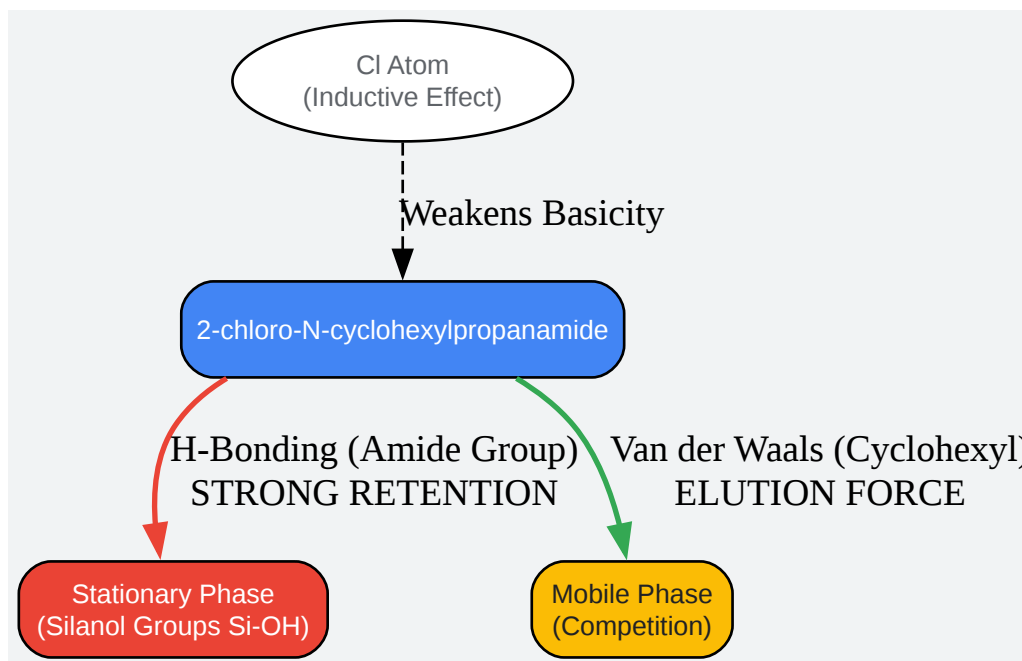 Cl Atom
(Inductive Effect)
Weakens Basicity
2-chloro-N-cyclohexylpropanamide
H-Bonding (Amide Group)
STRONG RETENTION
Van der Waals (Cyclohexyl)
ELUTION FORCE
Stationary Phase
(Silanol Groups Si-OH)
Mobile Phase
(Competition)